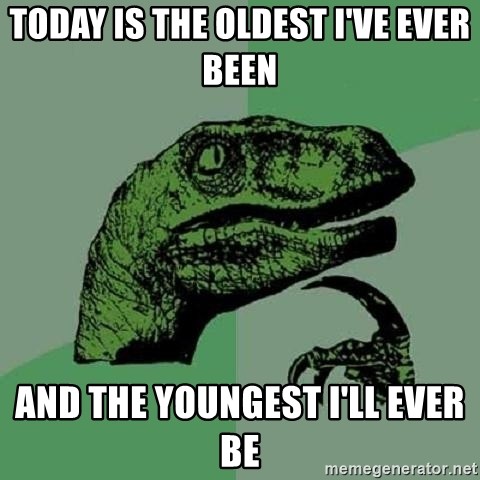 TODAY IS THE OLDEST I'VE EVER
BEEN
AND THE YOUNGEST I'LL EVER
BE
memegenerator.net